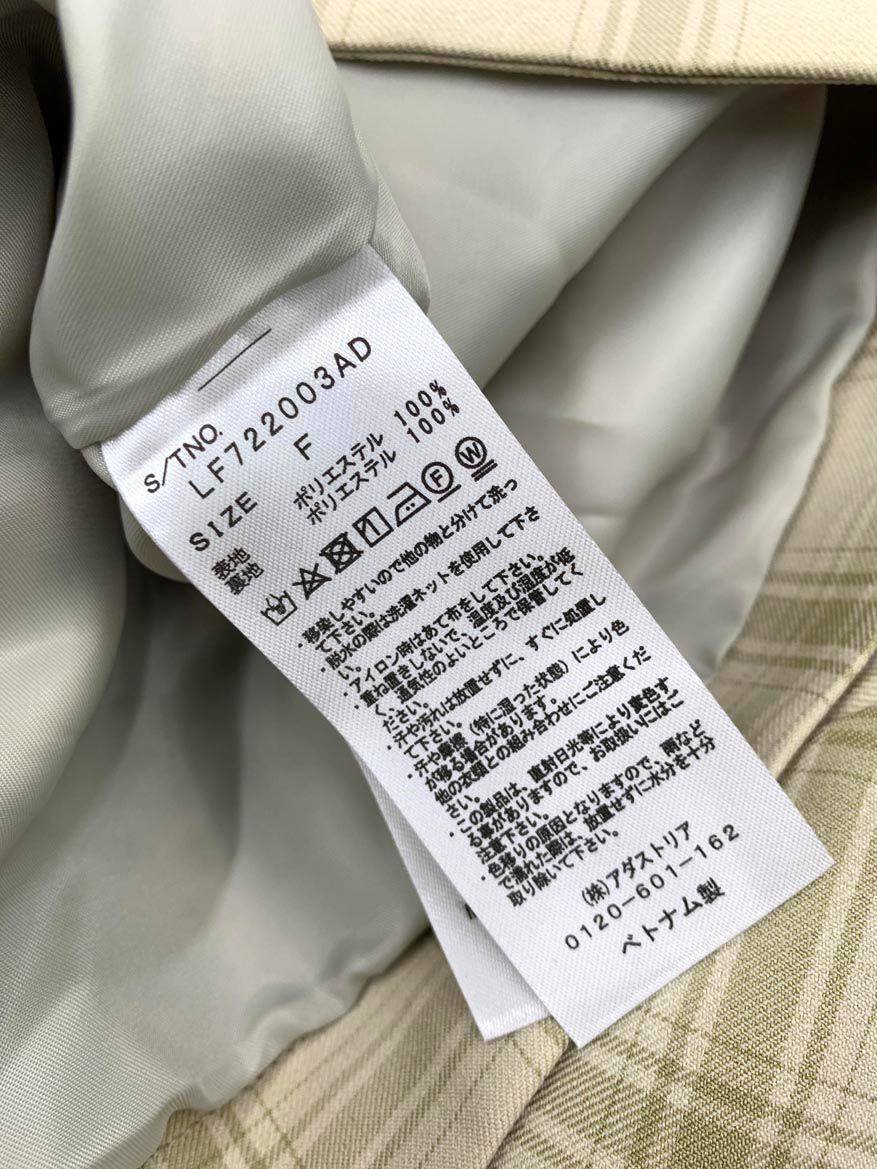 S/TNO.
LF722003AD
SIZE F
表地 ポリエステル 100%
裏地 ポリエステル 100%
F W
・移染しやすいので他の物と分けて洗っ
て下さい。
・脱水の際は洗濯ネットを使用して下さ
い。
・アイロン時はあて布をして下さい。
・重ね置きしないで、温度及び湿度が低
く、通気性のよいところで保管してく
ださい。
・汗や汚れは放置せずに、すぐに処置し
て下さい。
・汗や摩擦（特に湿った状態）により色
が移る場合があります。
他の衣類との組み合わせにご注意くだ
さい。
・この製品は、直射日光等により変色す
る事がありますので、お取扱いにはご
注意下さい。
・色移りの原因となりますので、雨など
で濡れた際は、放置せずに水分を十分
取り除いて下さい。
(株)アダストリア
0120-601-162
ベトナム製